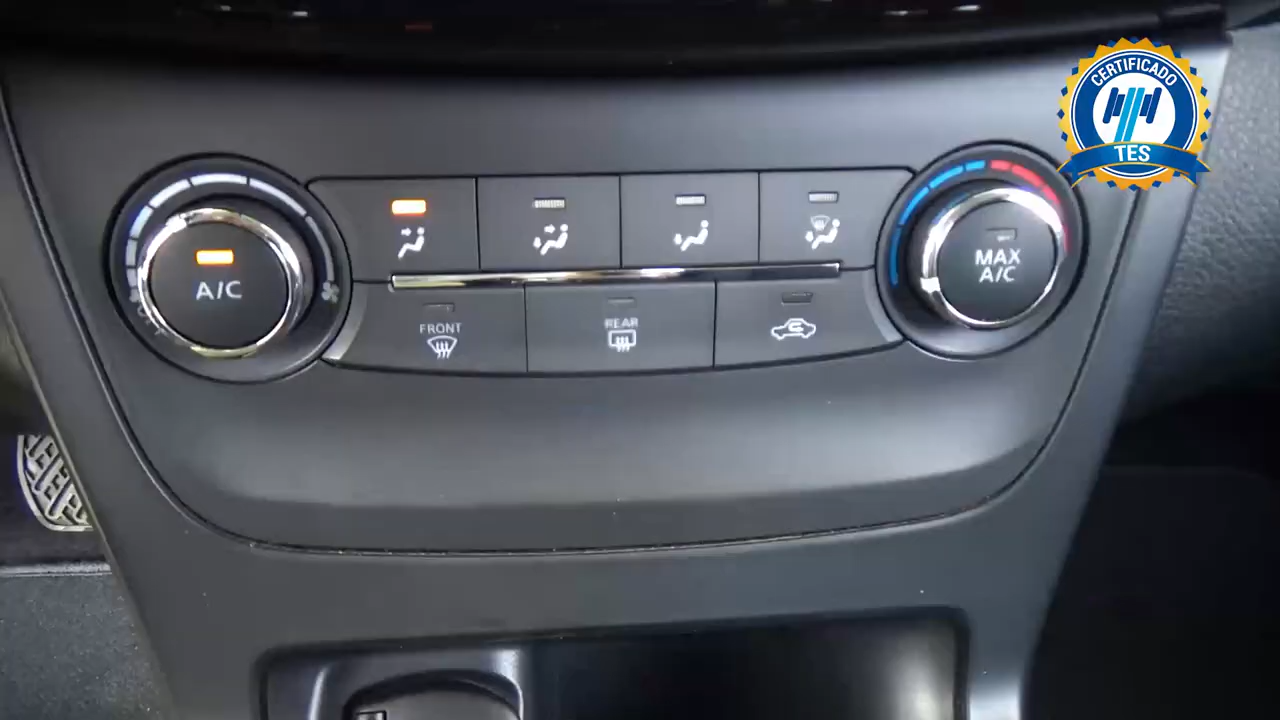 CERTIFICADO
TES
A/C
MAX
A/C
FRONT
REAR